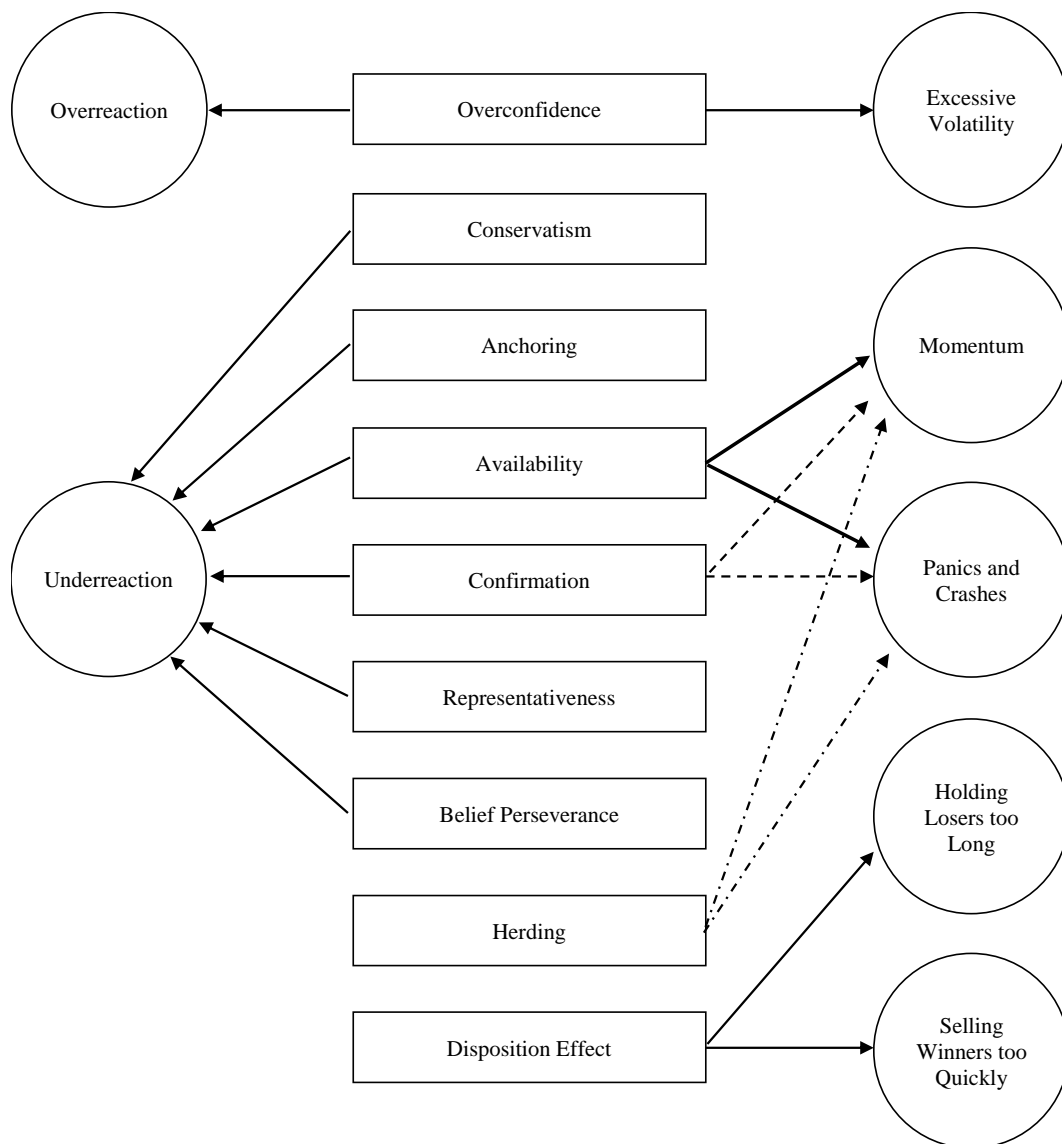 Overreaction
Overconfidence
Excessive
Volatility
Conservatism
Anchoring
Momentum
Availability
Underreaction
Confirmation
Panics and
Crashes
Representativeness
Belief Perseverance
Holding
Losers too
Long
Herding
Disposition Effect
Selling
Winners too
Quickly